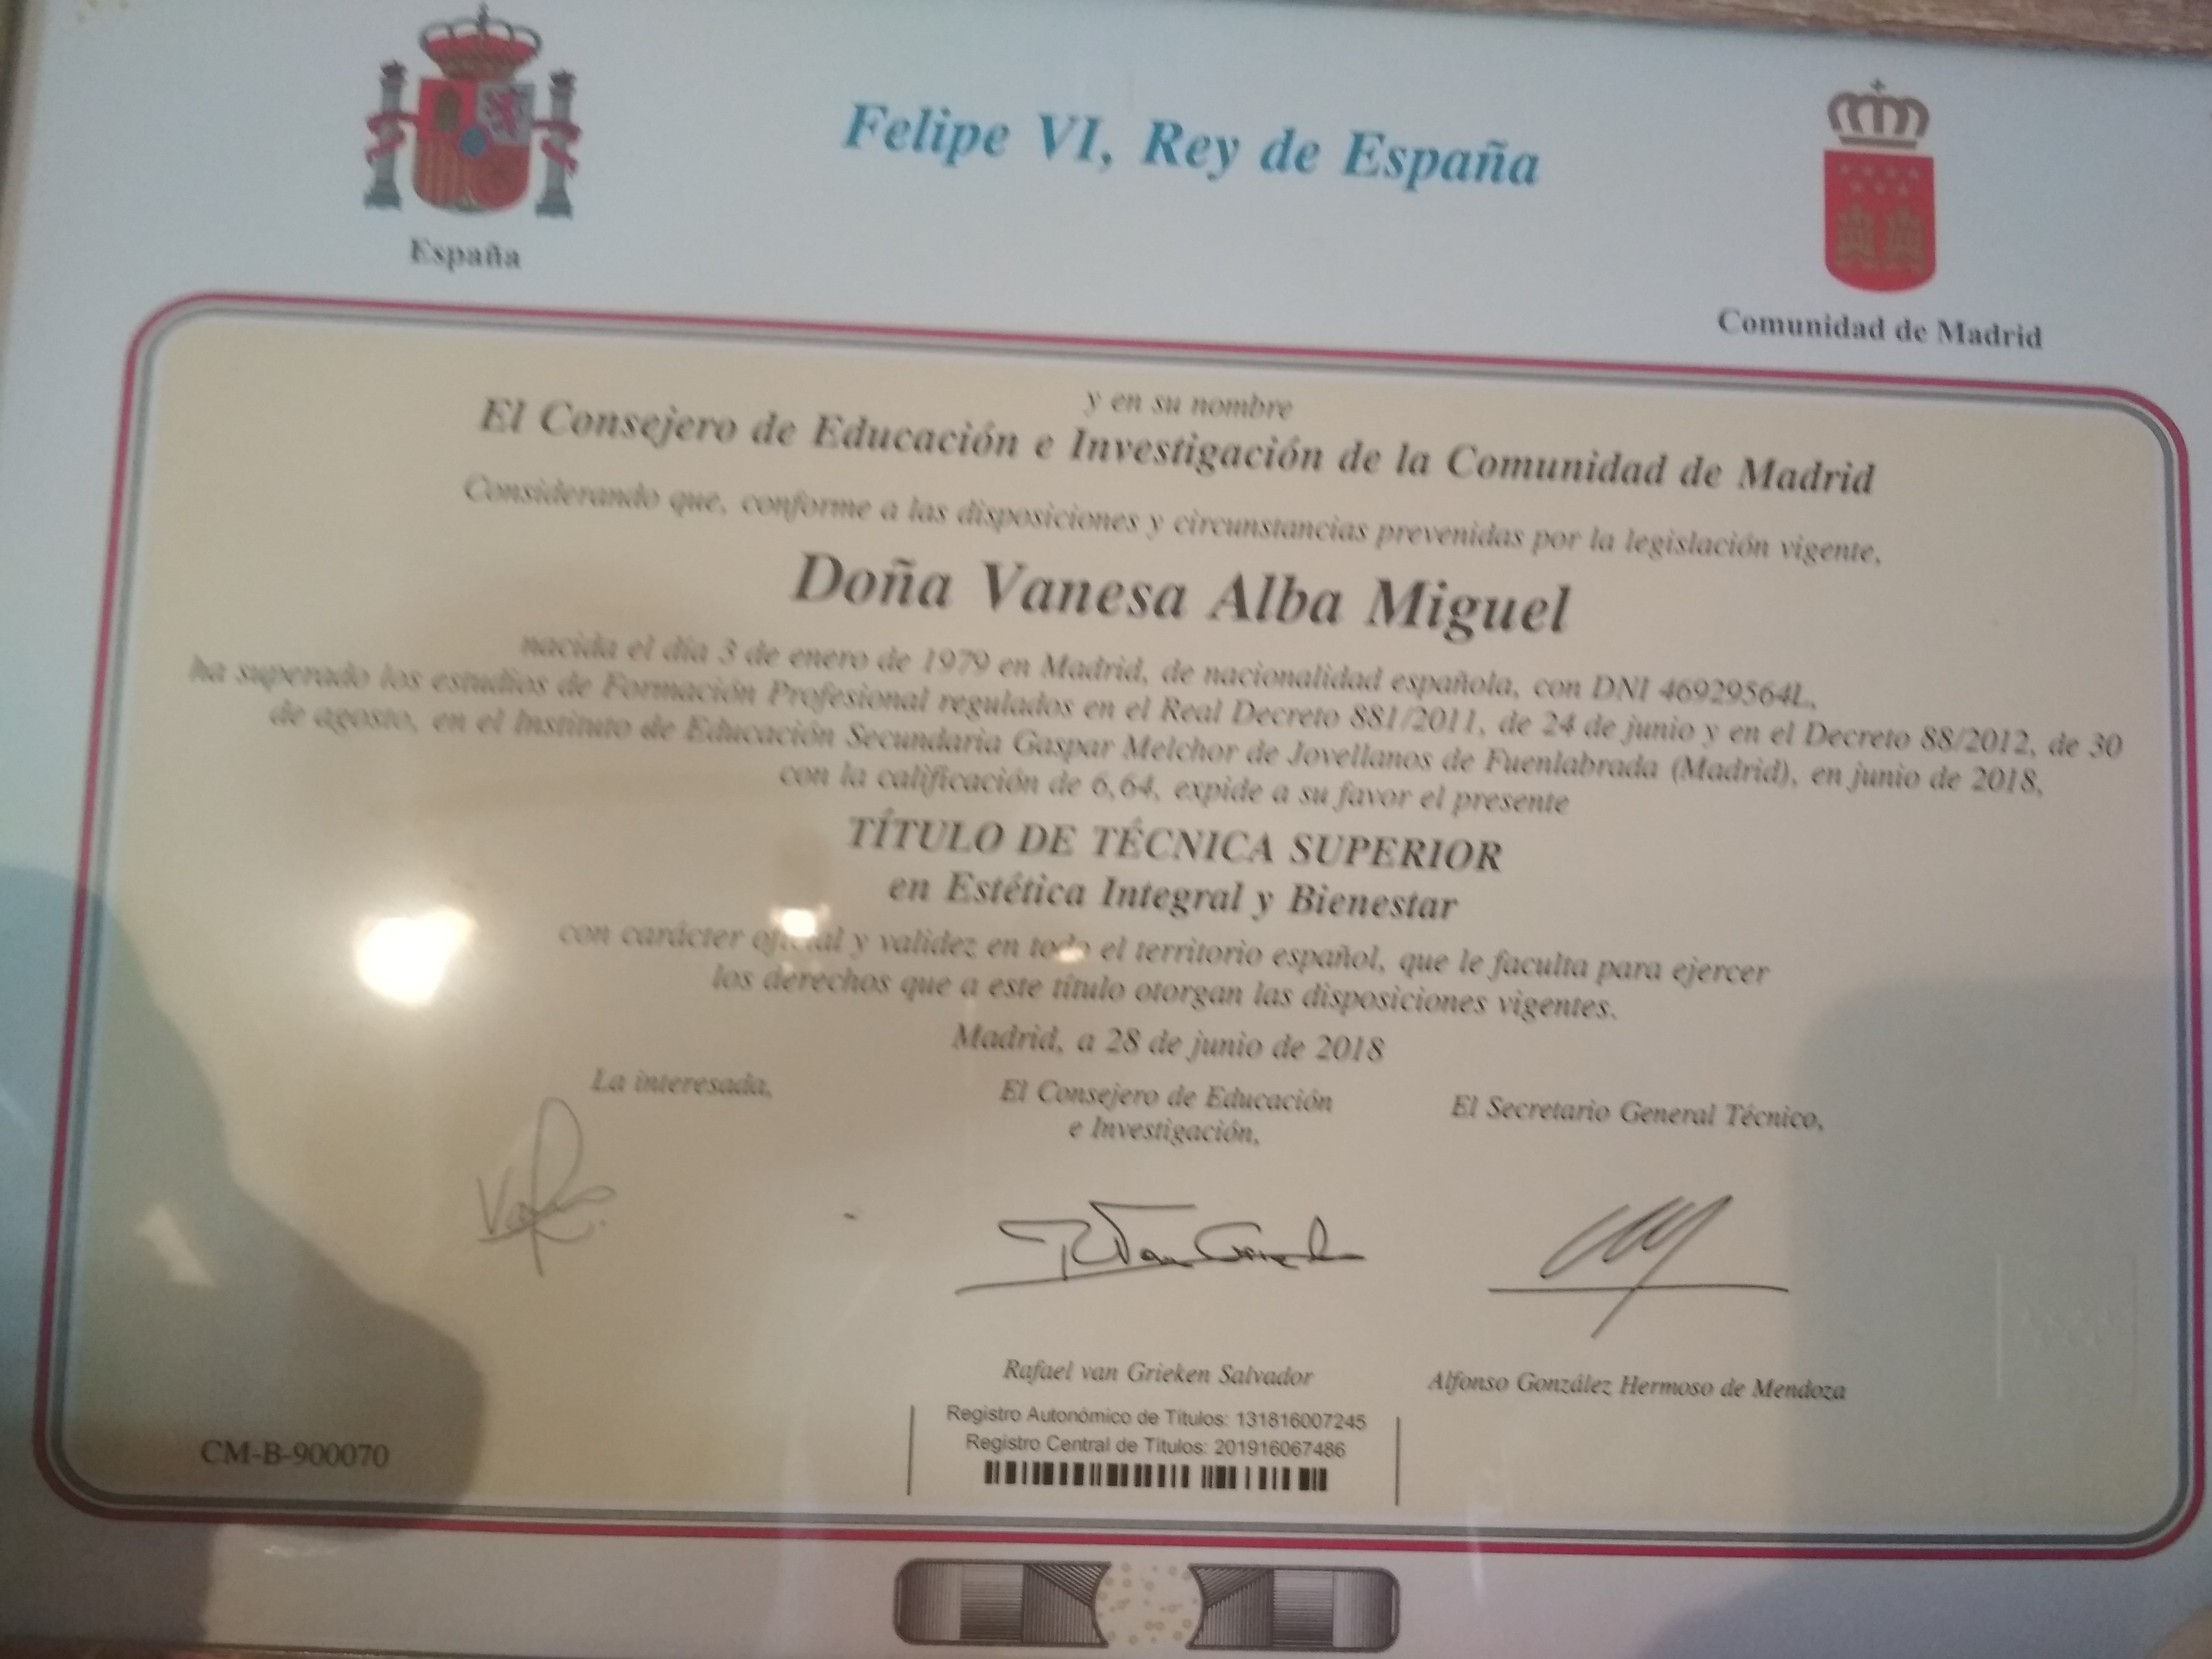 Felipe VI, Rey de España
España
Comunidad de Madrid
y en su nombre
El Consejero de Educación e Investigación de la Comunidad de Madrid
Considerando que, conforme a las disposiciones y circunstancias prevenidas por la legislación vigente,
Doña Vanesa Alba Miguel
nacida el día 3 de enero de 1979 en Madrid, de nacionalidad española, con DNI 46929564L,
ha superado los estudios de Formación Profesional regulados en el Real Decreto 881/2011, de 24 de junio y en el Decreto 88/2012, de 30
de agosto, en el Instituto de Educación Secundaria Gaspar Melchor de Jovellanos de Fuenlabrada (Madrid), en junio de 2018,
con la calificación de 6,64, expide a su favor el presente
TÍTULO DE TÉCNICA SUPERIOR
en Estética Integral y Bienestar
con carácter oficial y validez en todo el territorio español, que le faculta para ejercer
los derechos que a este título otorgan las disposiciones vigentes.
Madrid, a 28 de junio de 2018
La interesada,
El Consejero de Educación
e Investigación,
El Secretario General Técnico,
R Van Grieken
Rafael van Grieken Salvador
Alfonso González Hermoso de Mendoza
Registro Autonómico de Títulos: 131816007245
Registro Central de Títulos: 201916067486
CM-B-900070